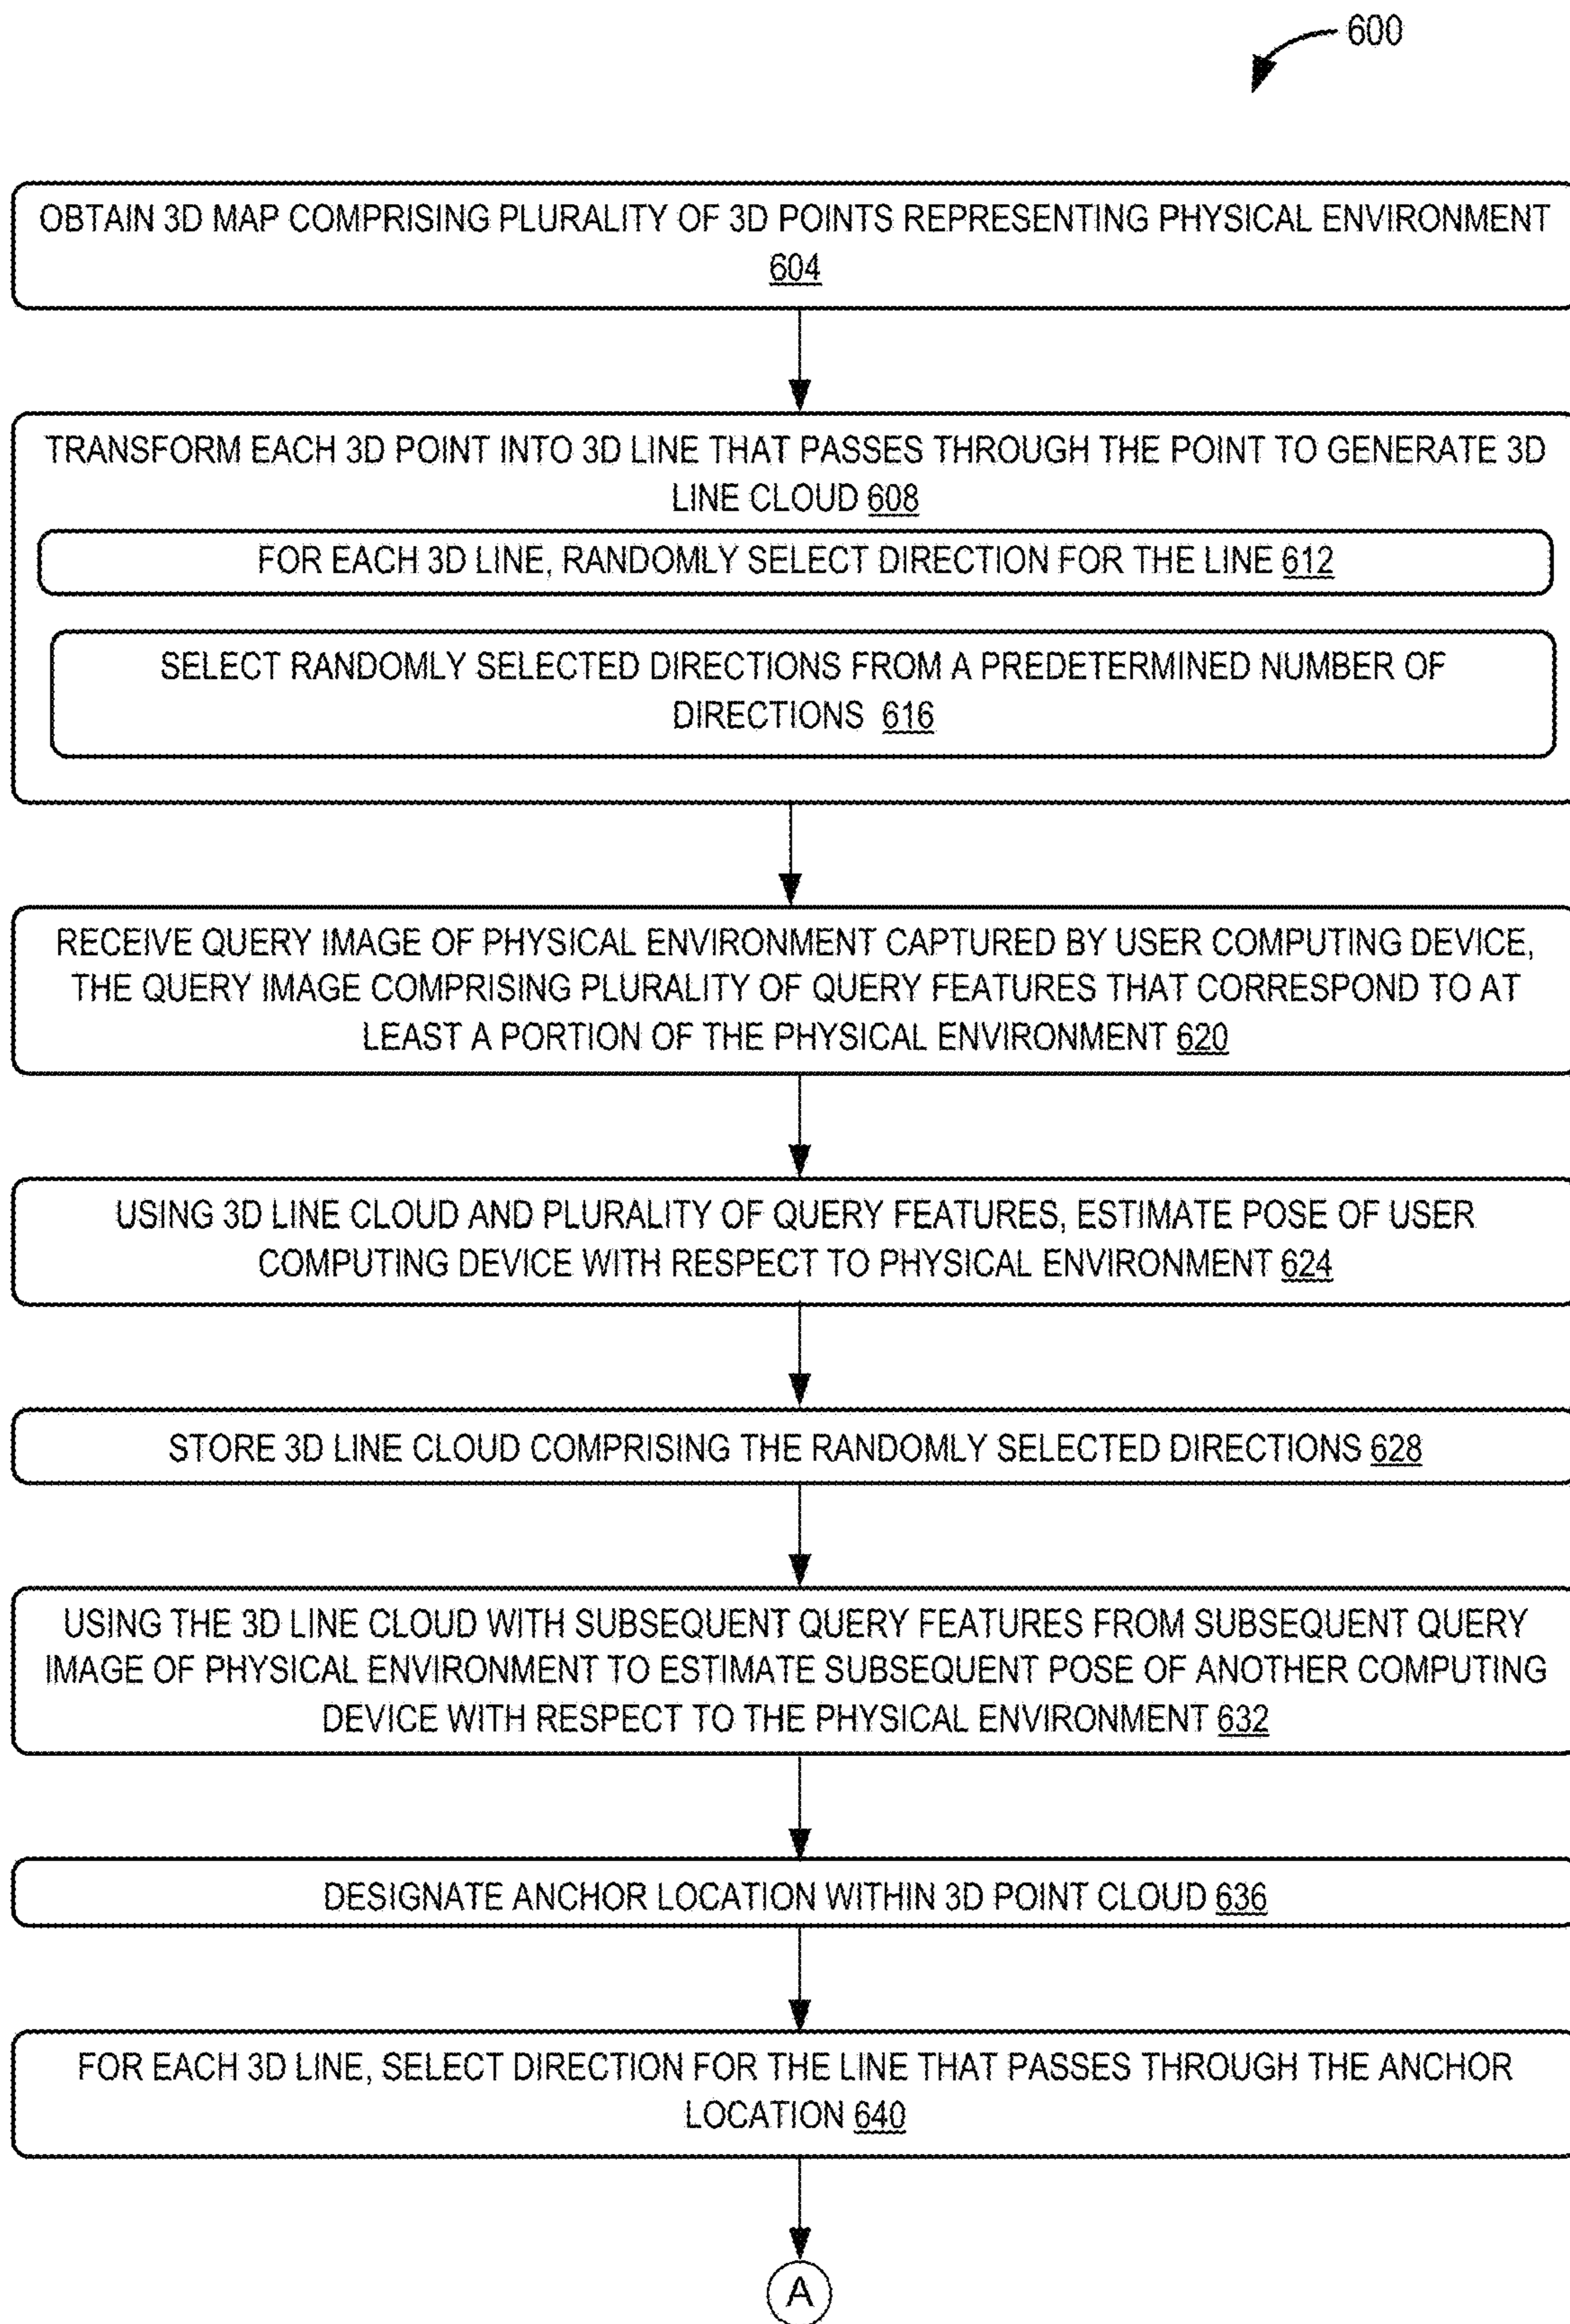 600
OBTAIN 3D MAP COMPRISING PLURALITY OF 3D POINTS REPRESENTING PHYSICAL ENVIRONMENT
604
TRANSFORM EACH 3D POINT INTO 3D LINE THAT PASSES THROUGH THE POINT TO GENERATE 3D
LINE CLOUD 608
FOR EACH 3D LINE, RANDOMLY SELECT DIRECTION FOR THE LINE 612
SELECT RANDOMLY SELECTED DIRECTIONS FROM A PREDETERMINED NUMBER OF
DIRECTIONS 616
RECEIVE QUERY IMAGE OF PHYSICAL ENVIRONMENT CAPTURED BY USER COMPUTING DEVICE,
THE QUERY IMAGE COMPRISING PLURALITY OF QUERY FEATURES THAT CORRESPOND TO AT
LEAST A PORTION OF THE PHYSICAL ENVIRONMENT 620
USING 3D LINE CLOUD AND PLURALITY OF QUERY FEATURES, ESTIMATE POSE OF USER
COMPUTING DEVICE WITH RESPECT TO PHYSICAL ENVIRONMENT 624
STORE 3D LINE CLOUD COMPRISING THE RANDOMLY SELECTED DIRECTIONS 628
USING THE 3D LINE CLOUD WITH SUBSEQUENT QUERY FEATURES FROM SUBSEQUENT QUERY
IMAGE OF PHYSICAL ENVIRONMENT TO ESTIMATE SUBSEQUENT POSE OF ANOTHER COMPUTING
DEVICE WITH RESPECT TO THE PHYSICAL ENVIRONMENT 632
DESIGNATE ANCHOR LOCATION WITHIN 3D POINT CLOUD 636
FOR EACH 3D LINE, SELECT DIRECTION FOR THE LINE THAT PASSES THROUGH THE ANCHOR
LOCATION 640
A